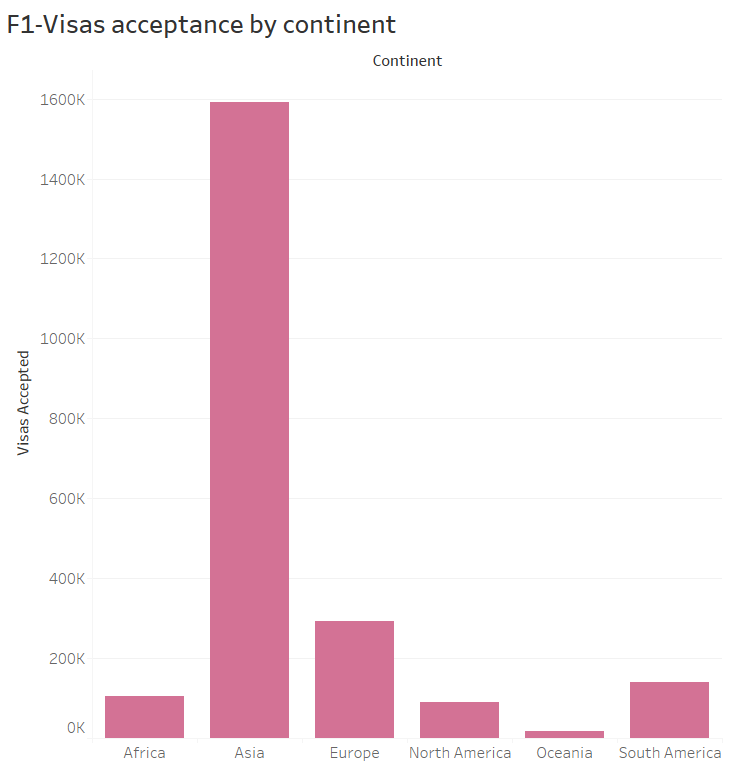 F1-Visas acceptance by continent
Continent
1600K
1400K
1200K
1000K
800K
600K
400K
200K
0K
Visas Accepted
Africa
Asia
Europe
North America
Oceania
South America